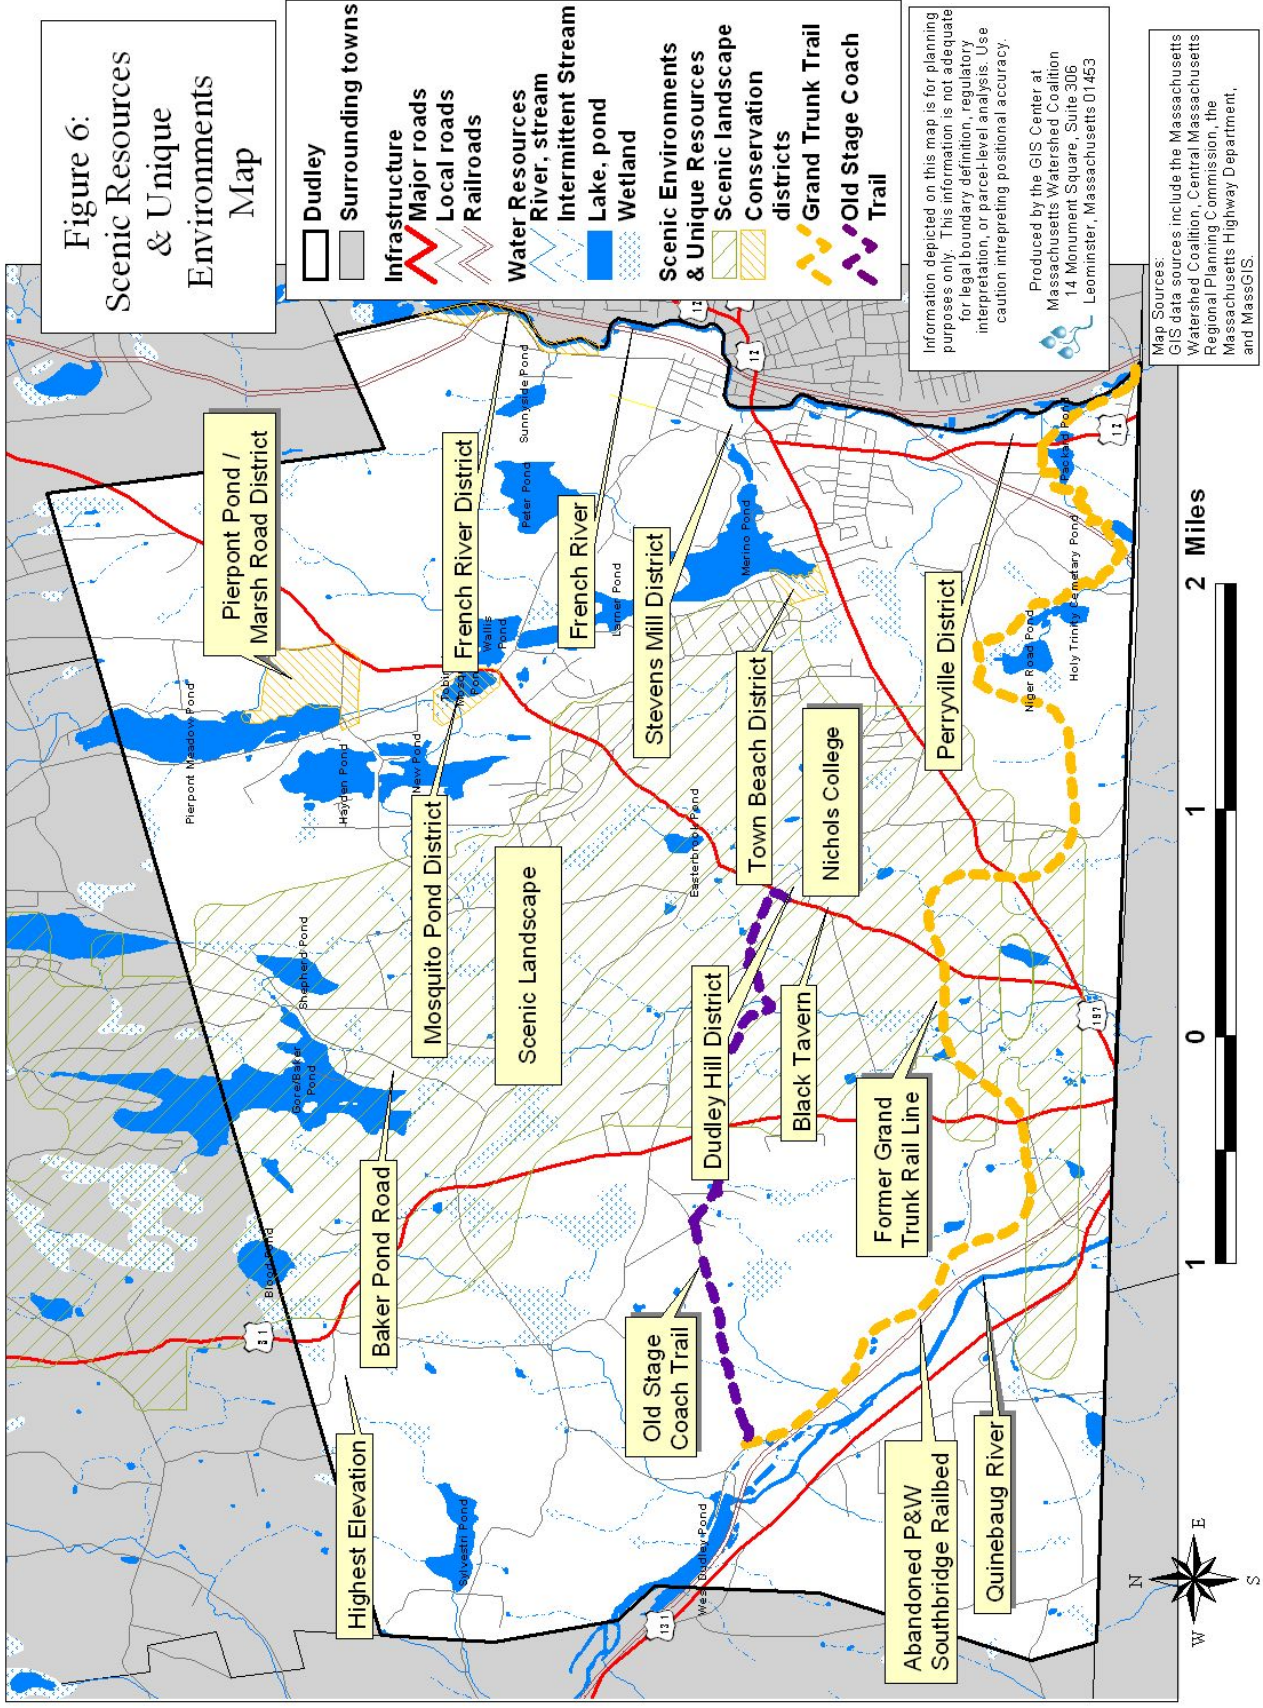 Figure 6:
Scenic Resources
& Unique
Environments
Map
Dudley
Surrounding towns
Infrastructure
Major roads
Local roads
Railroads
Water Resources
River, stream
Intermittent Stream
Lake, pond
Wetland
Scenic Environments
& Unique Resources
Scenic landscape
Conservation
districts
Grand Trunk Trail
Old Stage Coach
Trail
Information depicted on this map is for planning
purposes only. This information is not adequate
for legal boundary definition, regulatory
interpretation, or parcel-level analysis. Use
caution intrepreting positional accuracy.
Produced by the GIS Center at
Massachusetts Watershed Coalition
14 Monument Square, Suite 306
Leominster, Massachusetts 01453
Map Sources:
GIS data sources include the Massachusetts
Watershed Coalition, Central Massachusetts
Regional Planning Commission, the
Massachusetts Highway Department,
and MassGIS.
Pierpont Pond /
Marsh Road District
French River District
French River
Stevens Mill District
Perryville District
Town Beach District
Nichols College
Mosquito Pond District
Scenic Landscape
Dudley Hill District
Black Tavern
Former Grand
Trunk Rail Line
Baker Pond Road
Old Stage
Coach Trail
Highest Elevation
Abandoned P&W
Southbridge Railbed
Quinebaug River
Pierpont Meadow Pond
Hayden Pond
New Pond
Wallis
Pond
Larner Pond
Peter Pond
Sunnyside Pond
Merino Pond
Packard Pond
Holy Trinity Cemetary Pond
Niger Road Pond
Easterbrook Pond
Shepherd Pond
Gore/Baker
Pond
Blood Pond
Sylvestri Pond
West Dudley Pond
12
12
12
197
31
131
1
0
1
2
Miles
N
W
E
S